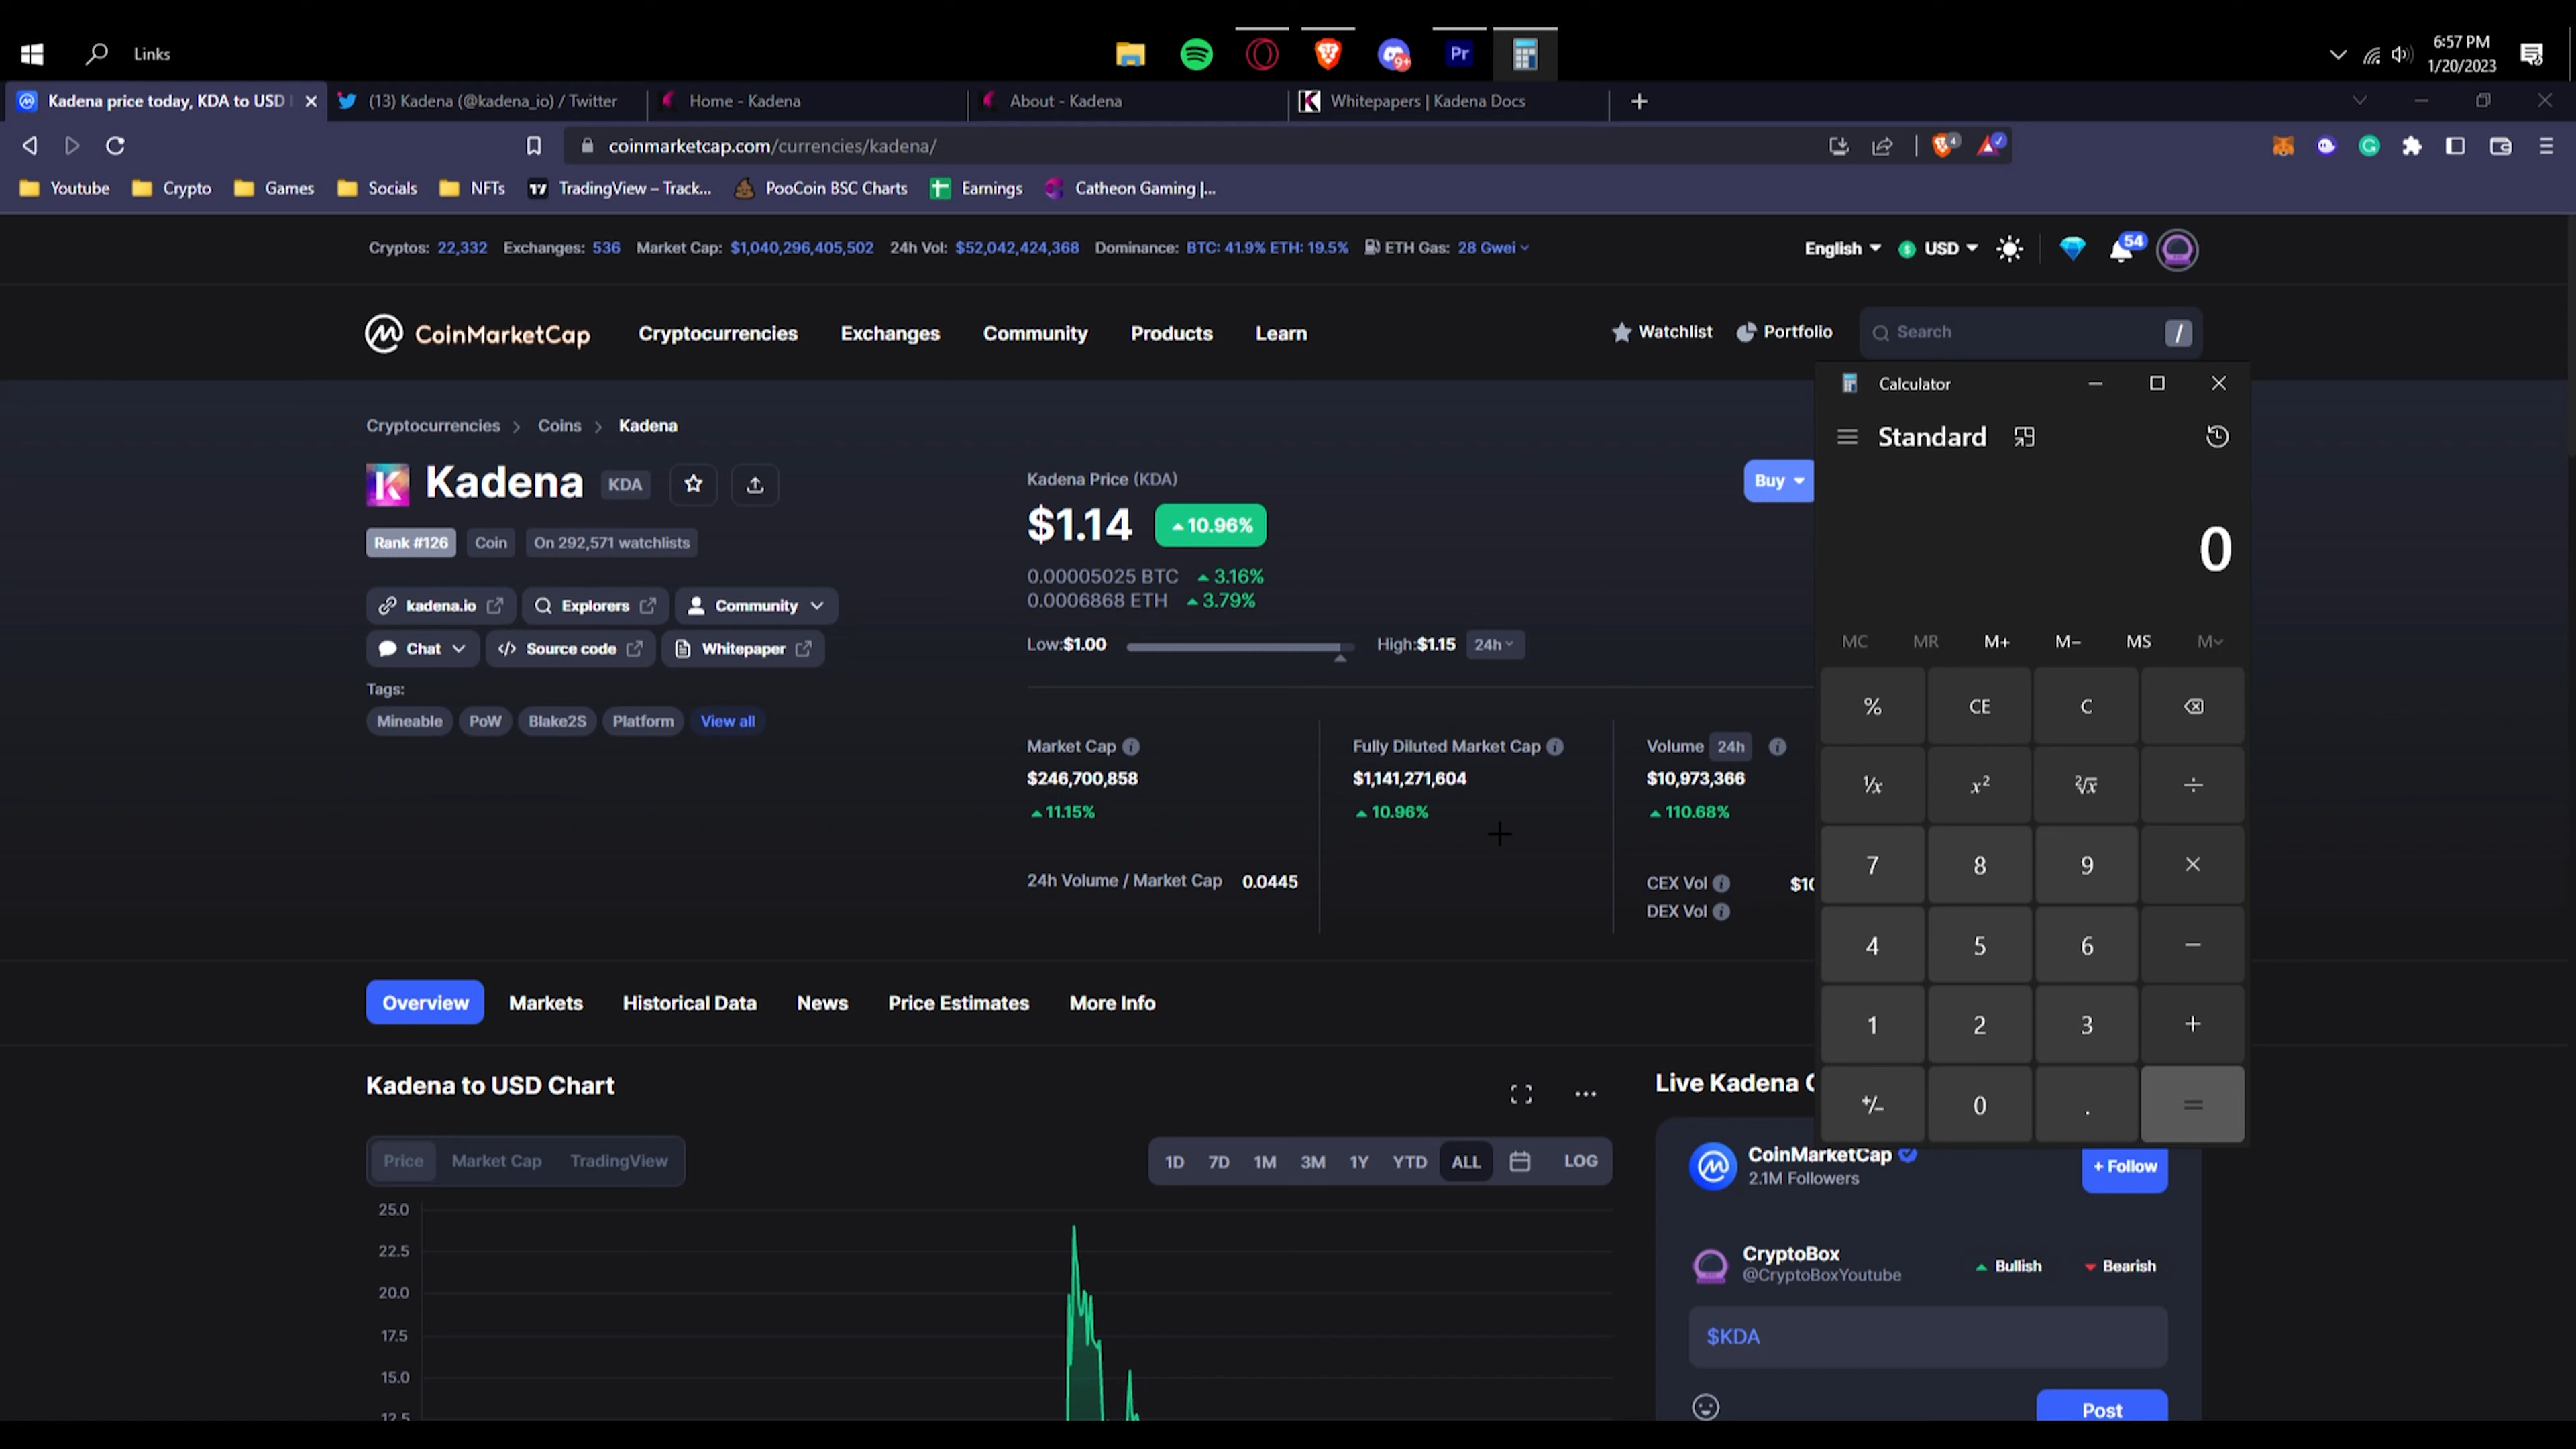 Links
9+
Pr
6:57 PM
1/20/2023
Kadena price today, KDA to USD
(13) Kadena (@kadena_io) / Twitter
Home - Kadena
About - Kadena
Whitepapers | Kadena Docs
coinmarketcap.com/currencies/kadena/
4
Youtube
Crypto
Games
Socials
NFTs
TradingView – Track...
PooCoin BSC Charts
Earnings
Catheon Gaming |...
Cryptos: 22,332
Exchanges: 536
Market Cap: $1,040,296,405,502
24h Vol: $52,042,424,368
Dominance: BTC: 41.9% ETH: 19.5%
ETH Gas: 28 Gwei
English
USD
54
CoinMarketCap
Cryptocurrencies
Exchanges
Community
Products
Learn
Watchlist
Portfolio
Search
/
Cryptocurrencies > Coins > Kadena
Kadena
KDA
Rank #126
Coin
On 292,571 watchlists
kadena.io
Explorers
Community
Chat
Source code
Whitepaper
Tags:
Mineable
PoW
Blake2S
Platform
View all
Kadena Price (KDA)
$1.14
10.96%
0.00005025 BTC 3.16%
0.0006868 ETH 3.79%
Low:$1.00
High:$1.15
24h
Buy
Market Cap
$246,700,858
11.15%
24h Volume / Market Cap 0.0445
Fully Diluted Market Cap
$1,141,271,604
10.96%
Volume 24h
$10,973,366
110.68%
CEX Vol
$10
DEX Vol
Calculator
Standard
0
MC MR M+ M− MS M
% CE C
1/x x² ²√x ÷
7 8 9 ×
4 5 6 −
1 2 3 +
+/− 0 . =
Overview
Markets
Historical Data
News
Price Estimates
More Info
Kadena to USD Chart
Price
Market Cap
TradingView
1D 7D 1M 3M 1Y YTD ALL LOG
25.0
22.5
20.0
17.5
15.0
12.5
Live Kadena
CoinMarketCap
2.1M Followers
+ Follow
CryptoBox
@CryptoBoxYoutube
Bullish
Bearish
$KDA
Post